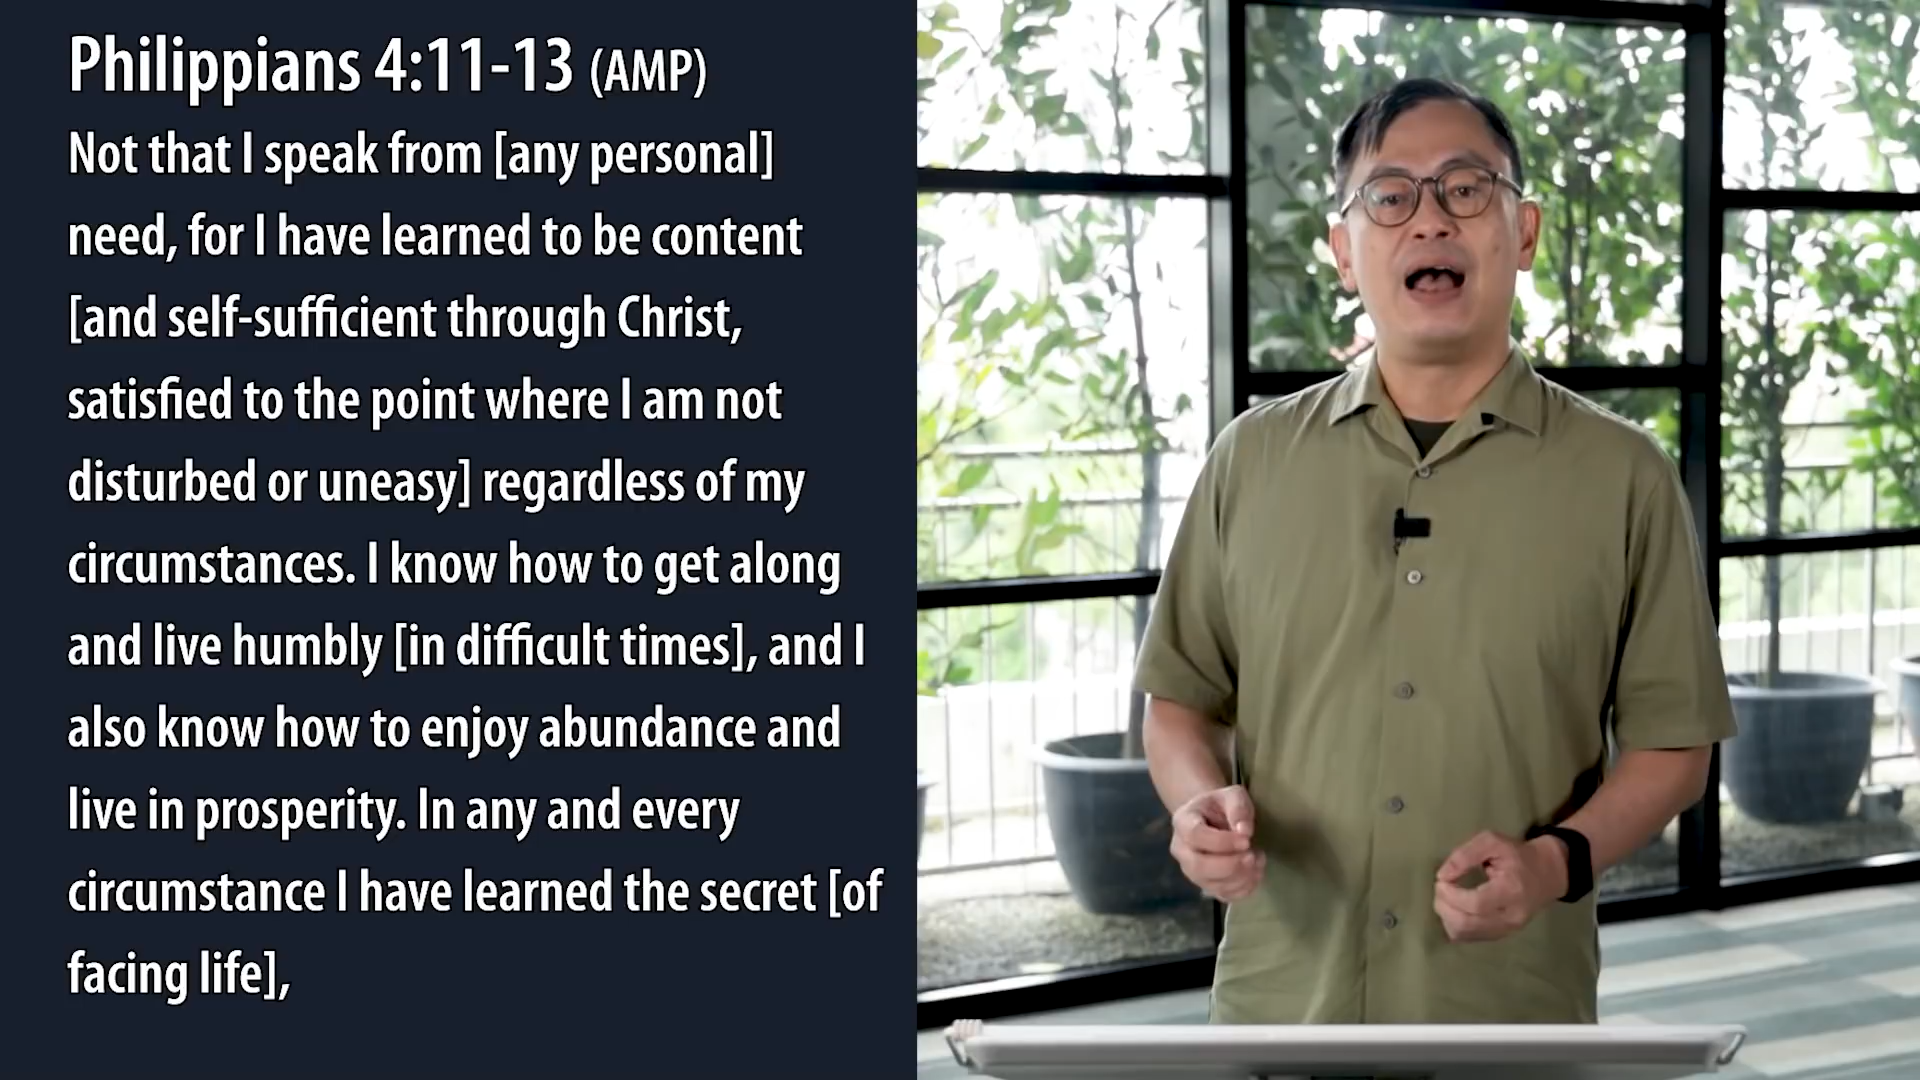 Philippians 4:11-13 (AMP)
Not that I speak from [any personal]
need, for I have learned to be content
[and self-sufficient through Christ,
satisfied to the point where I am not
disturbed or uneasy] regardless of my
circumstances. I know how to get along
and live humbly [in difficult times], and I
also know how to enjoy abundance and
live in prosperity. In any and every
circumstance I have learned the secret [of
facing life],